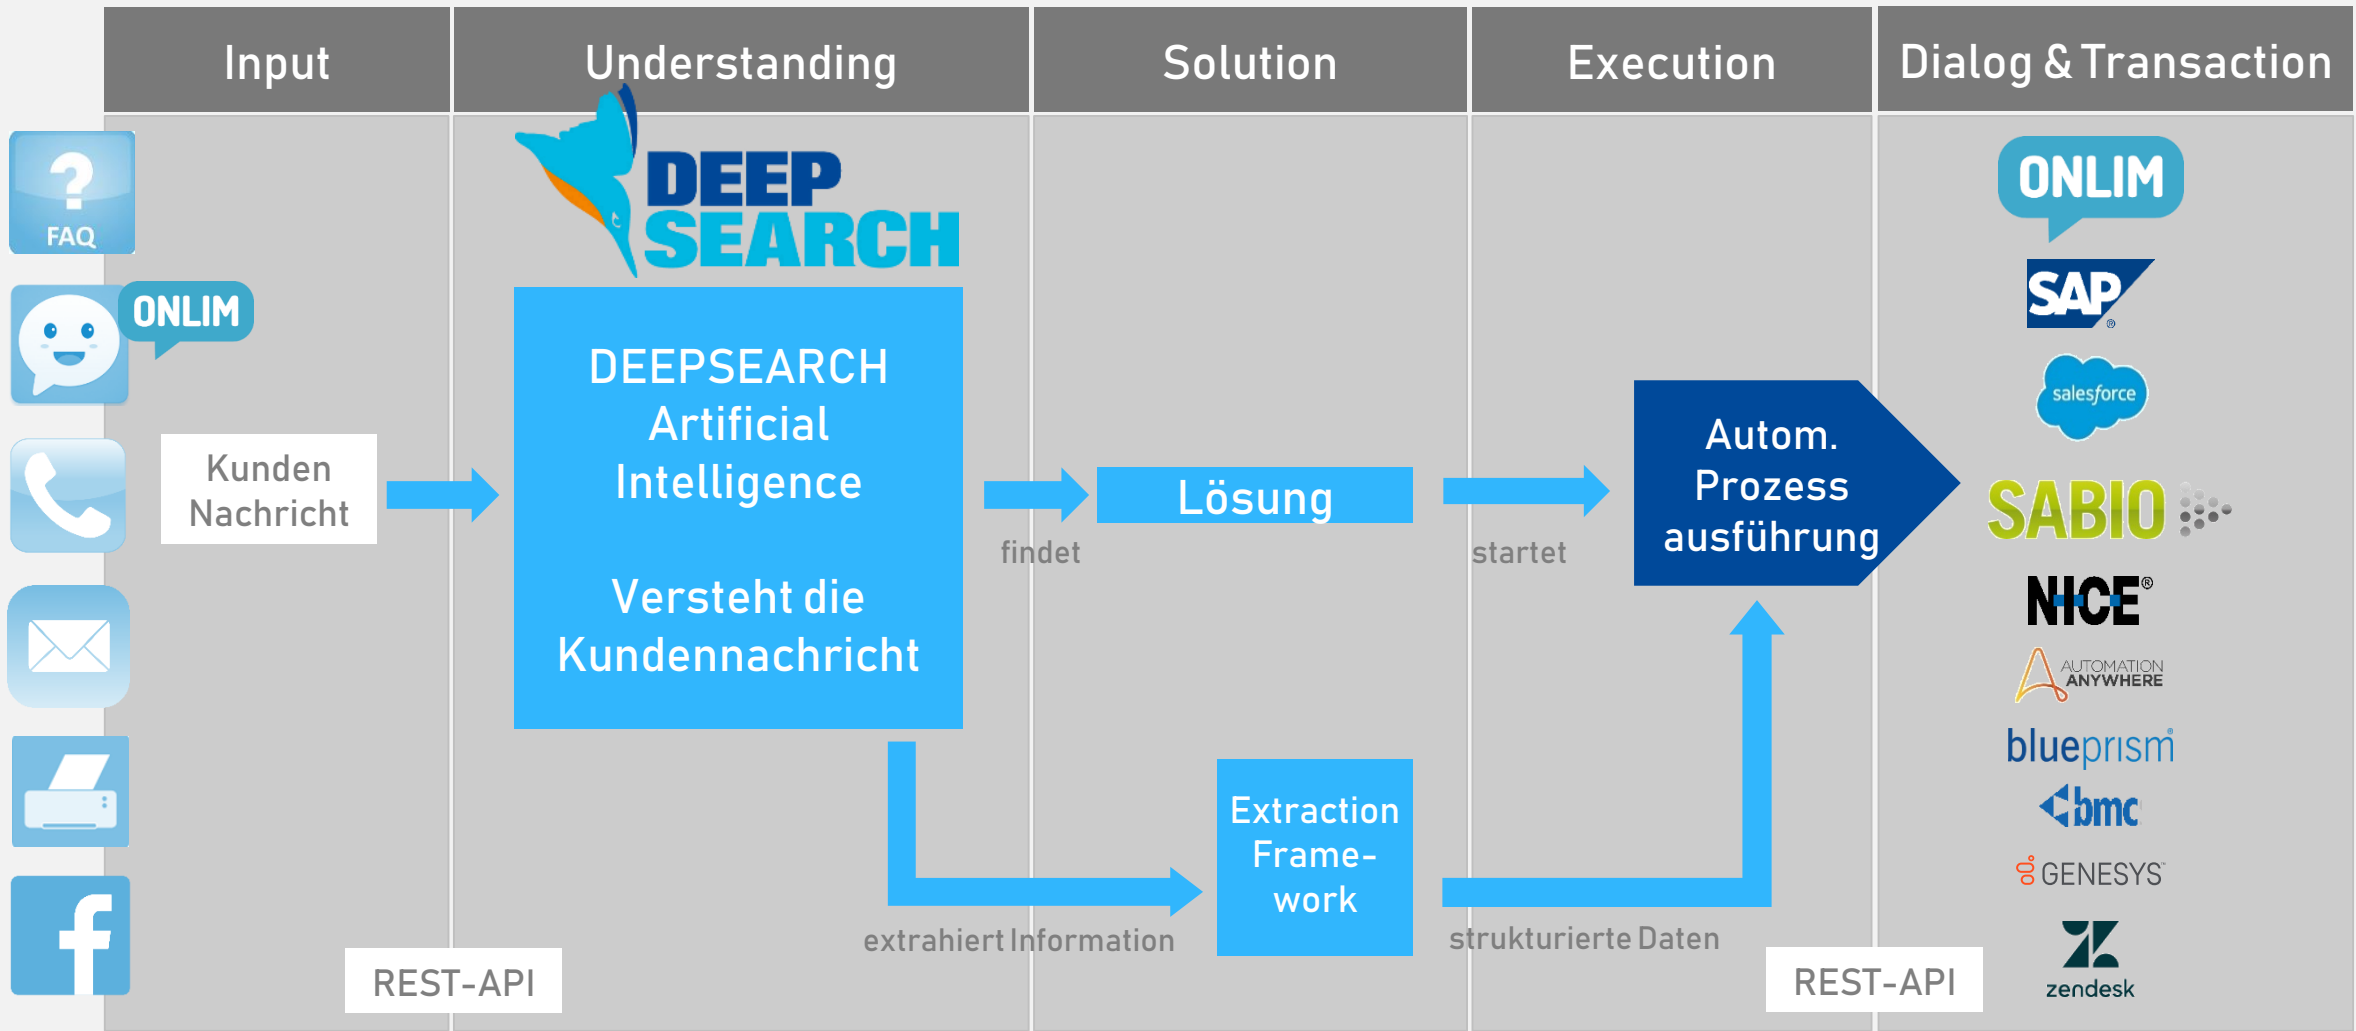 Input
Understanding
Solution
Execution
Dialog & Transaction
?
FAQ
ONLIM
Kunden
Nachricht
REST-API
DEEP
SEARCH
DEEPSEARCH
Artificial
Intelligence
Versteht die
Kundennachricht
findet
extrahiert Information
Lösung
Extraction
Frame-
work
startet
strukturierte Daten
Autom.
Prozess
ausführung
REST-API
ONLIM
SAP®
salesforce
SABIO
NICE®
AUTOMATION
ANYWHERE
blueprism®
bmc
GENESYS™
zendesk